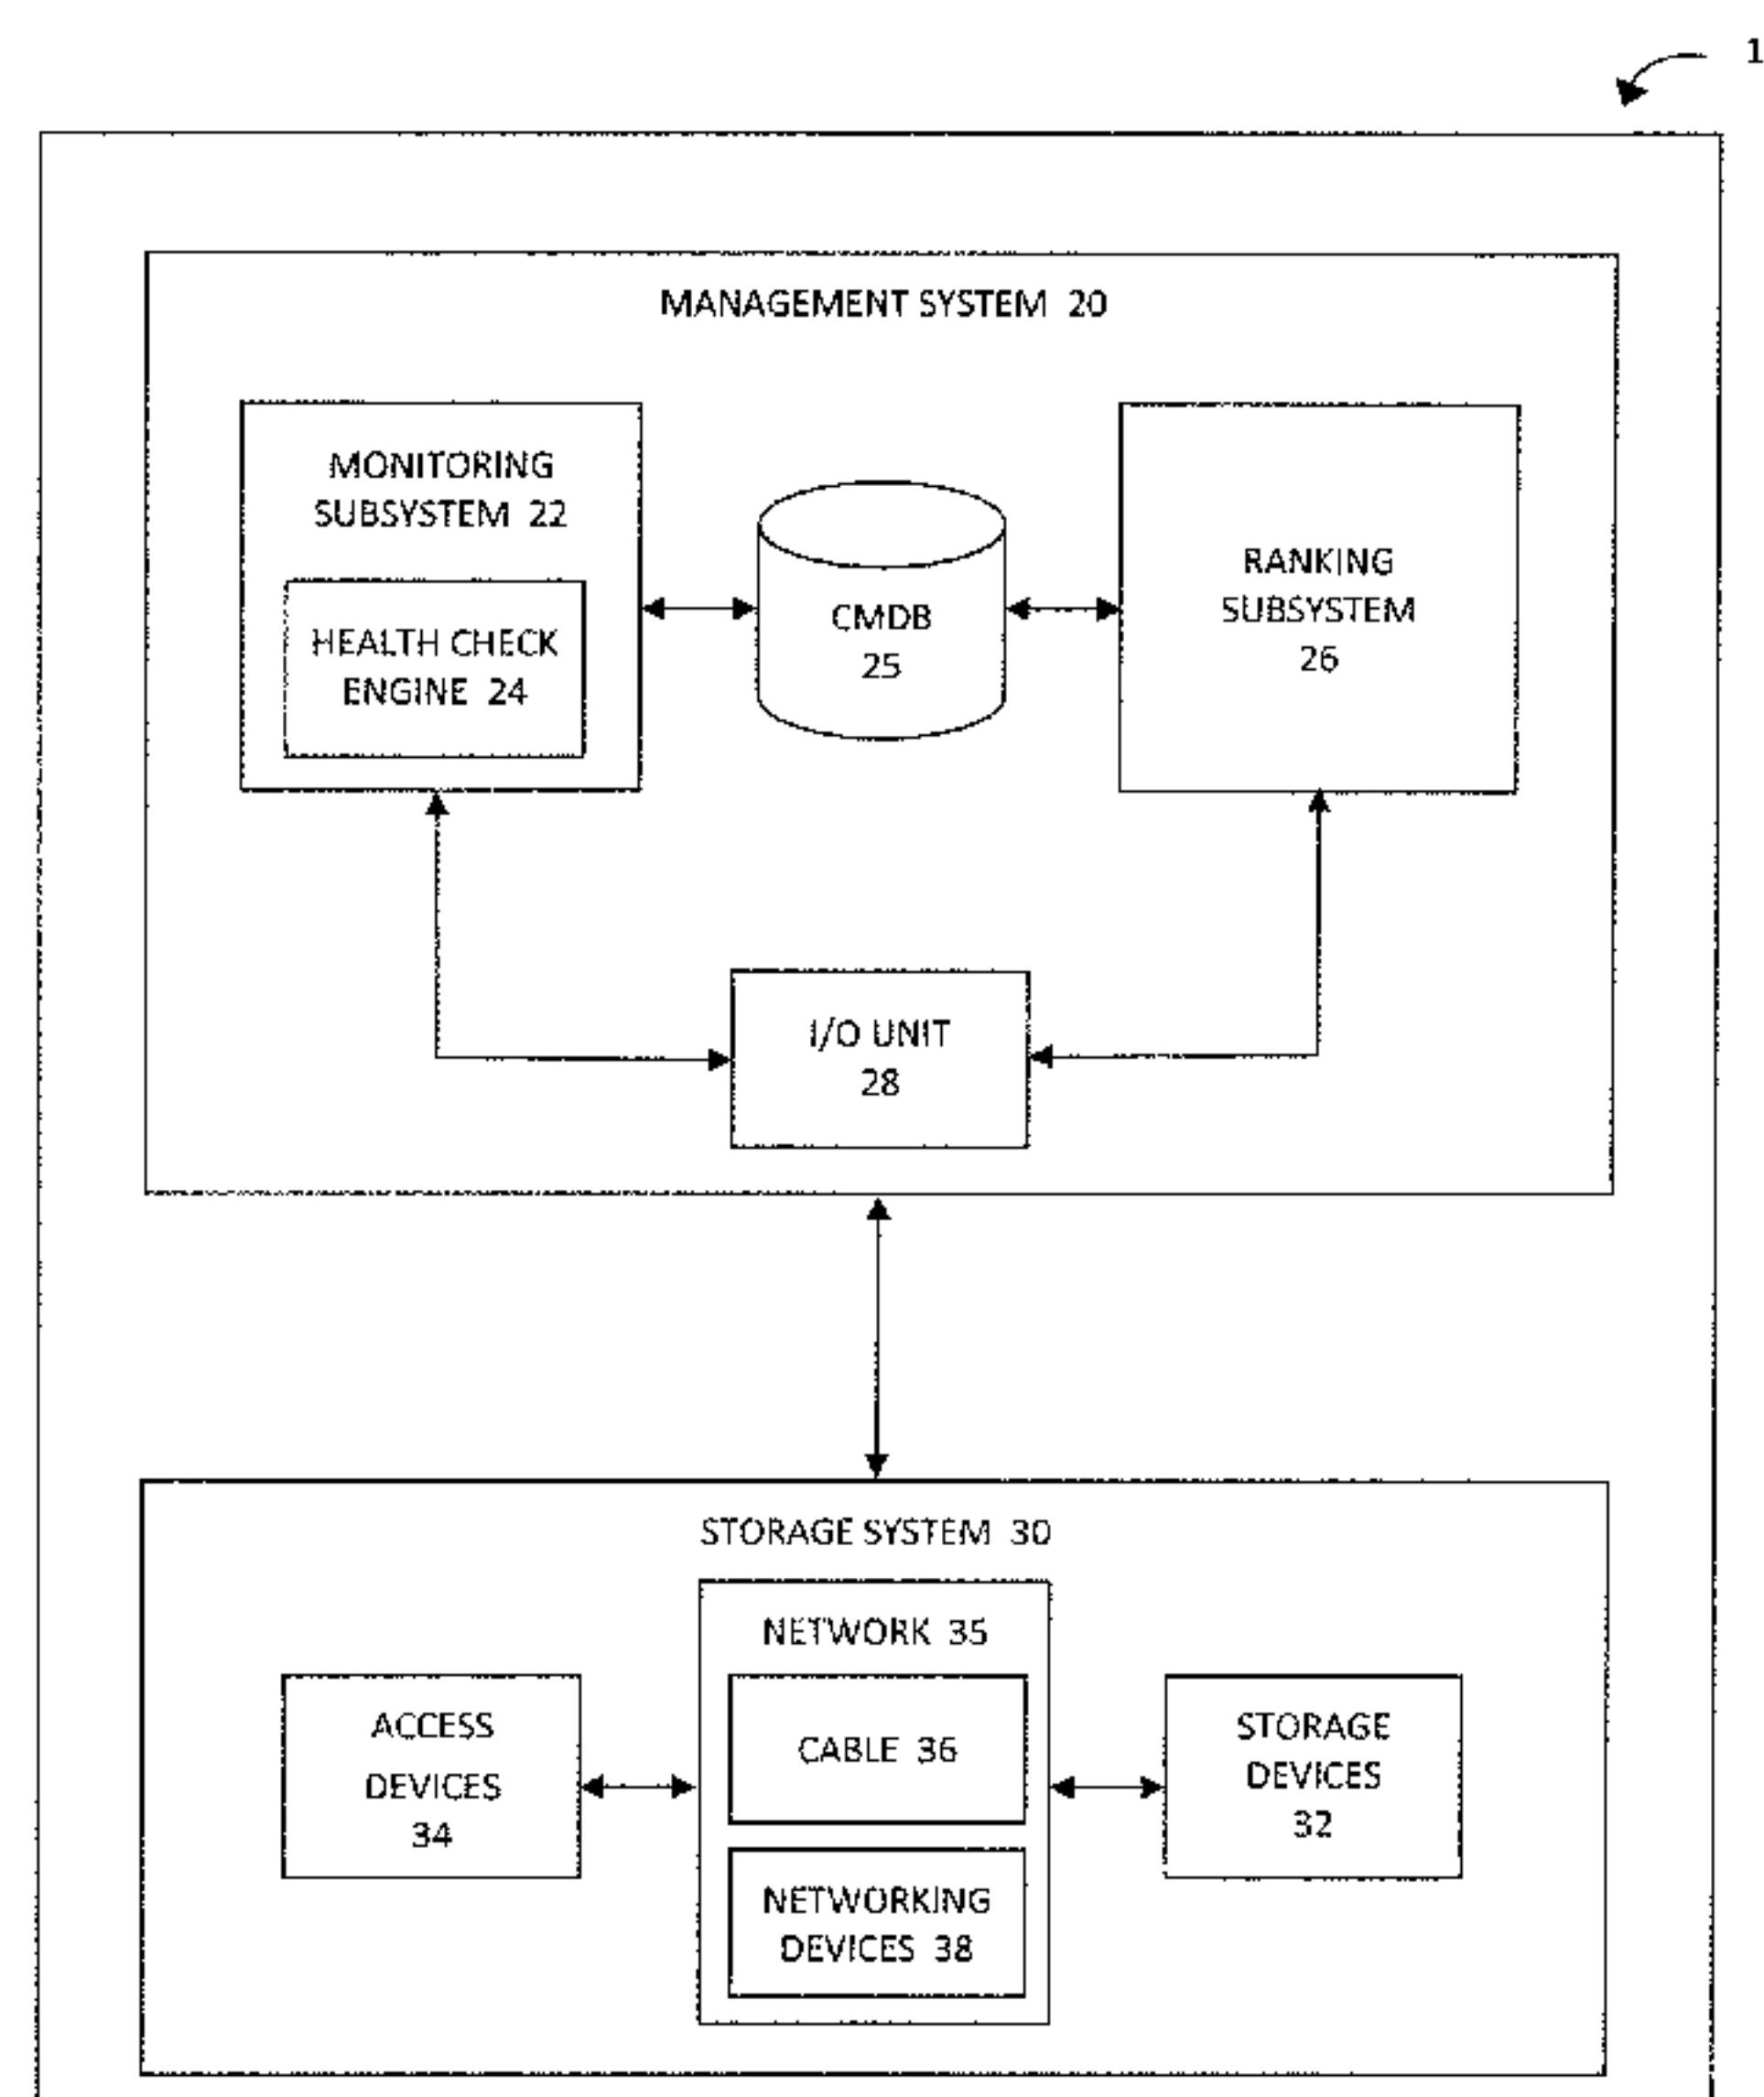 1
MANAGEMENT SYSTEM 20
MONITORING
SUBSYSTEM 22
HEALTH CHECK
ENGINE 24
CMDB
25
RANKING
SUBSYSTEM
26
I/O UNIT
28
STORAGE SYSTEM 30
ACCESS
DEVICES
34
NETWORK 35
CABLE 36
NETWORKING
DEVICES 38
STORAGE
DEVICES
32